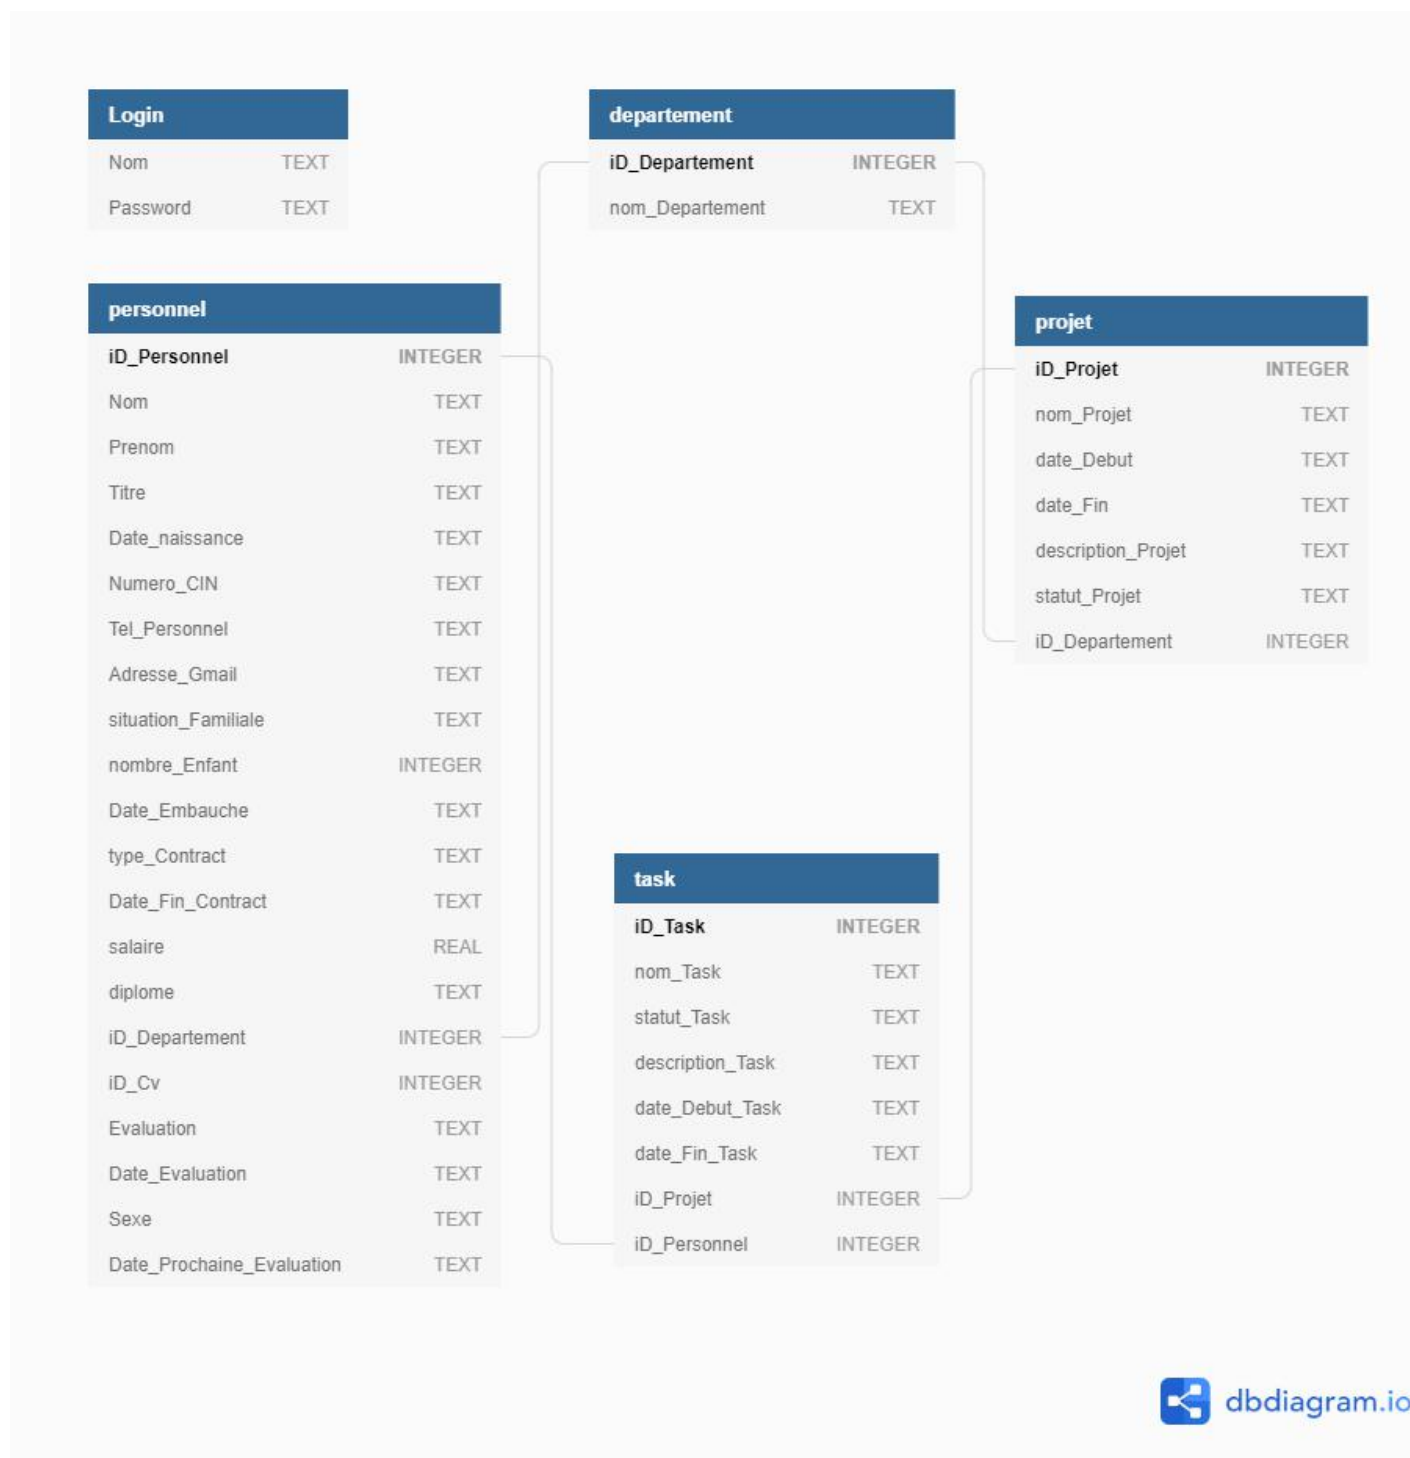 Login
Nom TEXT
Password TEXT
departement
iD_Departement INTEGER
nom_Departement TEXT
personnel
iD_Personnel INTEGER
Nom TEXT
Prenom TEXT
Titre TEXT
Date_naissance TEXT
Numero_CIN TEXT
Tel_Personnel TEXT
Adresse_Gmail TEXT
situation_Familiale TEXT
nombre_Enfant INTEGER
Date_Embauche TEXT
type_Contract TEXT
Date_Fin_Contract TEXT
salaire REAL
diplome TEXT
iD_Departement INTEGER
iD_Cv INTEGER
Evaluation TEXT
Date_Evaluation TEXT
Sexe TEXT
Date_Prochaine_Evaluation TEXT
projet
iD_Projet INTEGER
nom_Projet TEXT
date_Debut TEXT
date_Fin TEXT
description_Projet TEXT
statut_Projet TEXT
iD_Departement INTEGER
task
iD_Task INTEGER
nom_Task TEXT
statut_Task TEXT
description_Task TEXT
date_Debut_Task TEXT
date_Fin_Task TEXT
iD_Projet INTEGER
iD_Personnel INTEGER
dbdiagram.io